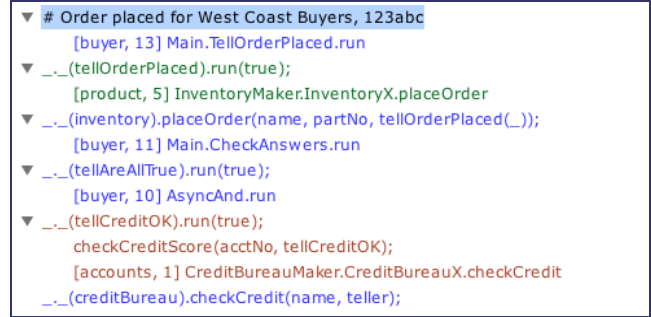 # Order placed for West Coast Buyers, 123abc
[buyer, 13] Main.TellOrderPlaced.run
_._(tellOrderPlaced).run(true);
[product, 5] InventoryMaker.InventoryX.placeOrder
_._(inventory).placeOrder(name, partNo, tellOrderPlaced(_));
[buyer, 11] Main.CheckAnswers.run
_._(tellAreAllTrue).run(true);
[buyer, 10] AsyncAnd.run
_._(tellCreditOK).run(true);
checkCreditScore(acctNo, tellCreditOK);
[accounts, 1] CreditBureauMaker.CreditBureauX.checkCredit
_._(creditBureau).checkCredit(name, teller);